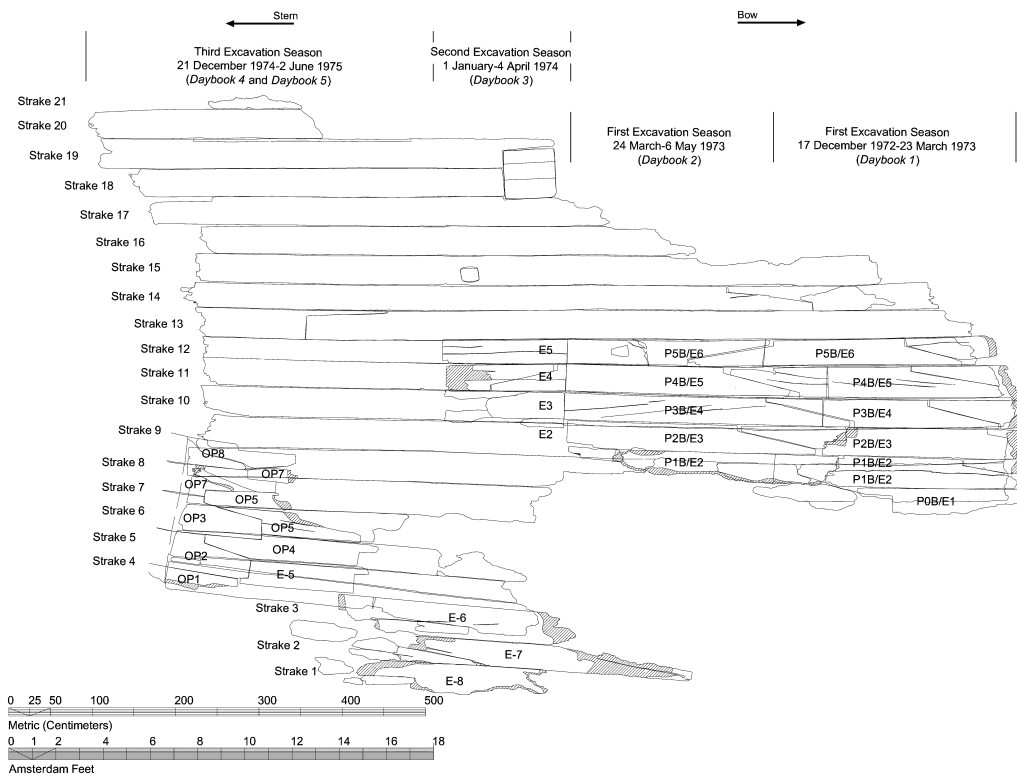 Stern
Bow
Third Excavation Season
21 December 1974-2 June 1975
(Daybook 4 and Daybook 5)
Second Excavation Season
1 January-4 April 1974
(Daybook 3)
First Excavation Season
24 March-6 May 1973
(Daybook 2)
First Excavation Season
17 December 1972-23 March 1973
(Daybook 1)
Strake 21
Strake 20
Strake 19
Strake 18
Strake 17
Strake 16
Strake 15
Strake 14
Strake 13
Strake 12
E5
P5B/E6
P5B/E6
Strake 11
E4
P4B/E5
P4B/E5
Strake 10
E3
P3B/E4
P3B/E4
Strake 9
E2
P2B/E3
P2B/E3
OP8
Strake 8
P1B/E2
P1B/E2
OP7
OP7
P1B/E2
Strake 7
OP5
P0B/E1
Strake 6
OP3
OP5
Strake 5
OP4
Strake 4
OP2
OP1
E-5
Strake 3
E-6
Strake 2
E-7
Strake 1
E-8
0 25 50 100 200 300 400 500
Metric (Centimeters)
0 1 2 4 6 8 10 12 14 16 18
Amsterdam Feet